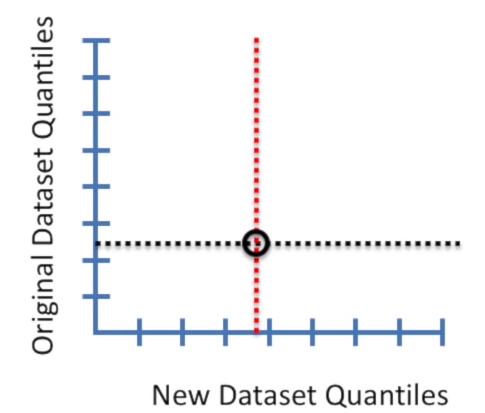 Original Dataset Quantiles
New Dataset Quantiles